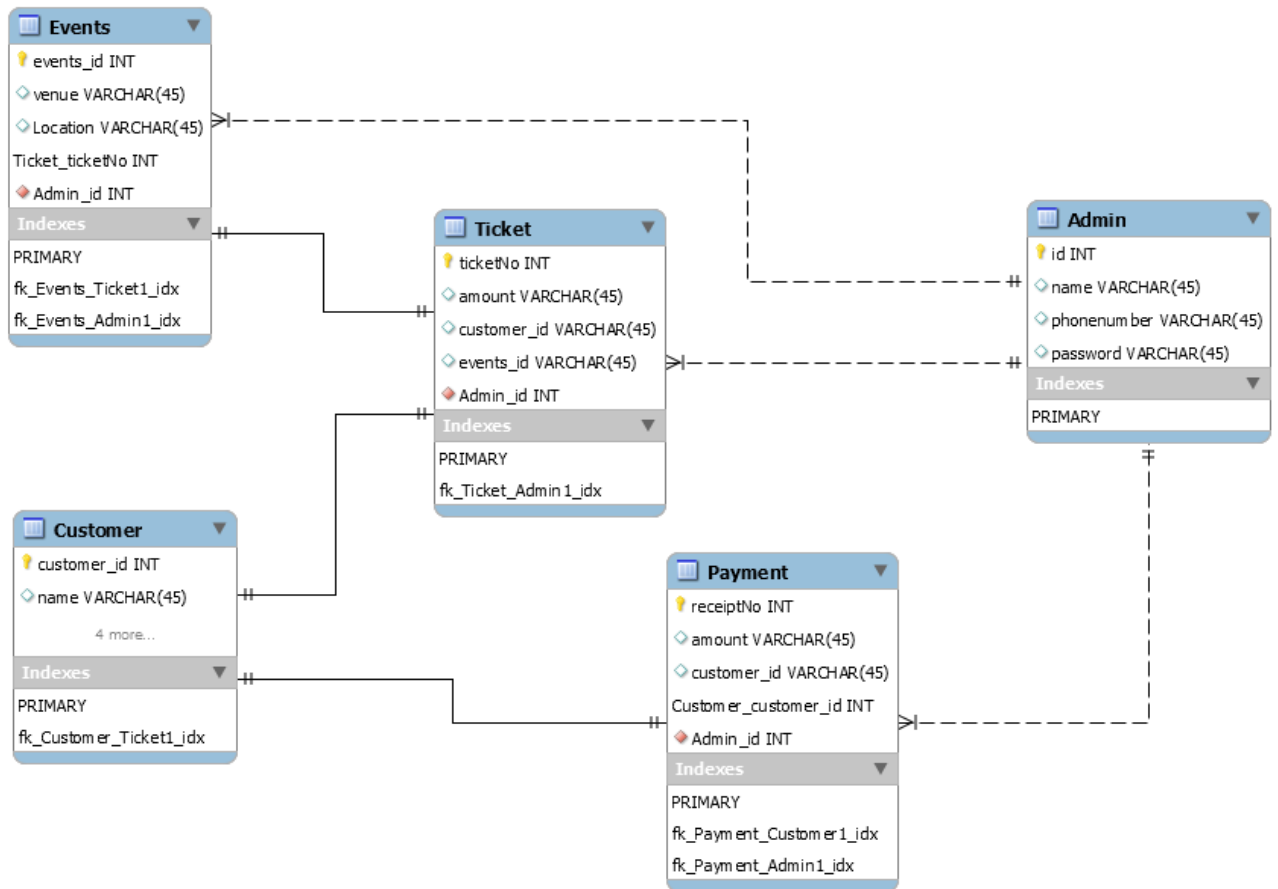 Events
events_id INT
venue VARCHAR(45)
Location VARCHAR(45)
Ticket_ticketNo INT
Admin_id INT
Indexes
PRIMARY
fk_Events_Ticket1_idx
fk_Events_Admin1_idx
Ticket
ticketNo INT
amount VARCHAR(45)
customer_id VARCHAR(45)
events_id VARCHAR(45)
Admin_id INT
Indexes
PRIMARY
fk_Ticket_Admin1_idx
Admin
id INT
name VARCHAR(45)
phonenumber VARCHAR(45)
password VARCHAR(45)
Indexes
PRIMARY
Customer
customer_id INT
name VARCHAR(45)
4 more...
Indexes
PRIMARY
fk_Customer_Ticket1_idx
Payment
receiptNo INT
amount VARCHAR(45)
customer_id VARCHAR(45)
Customer_customer_id INT
Admin_id INT
Indexes
PRIMARY
fk_Payment_Customer1_idx
fk_Payment_Admin1_idx